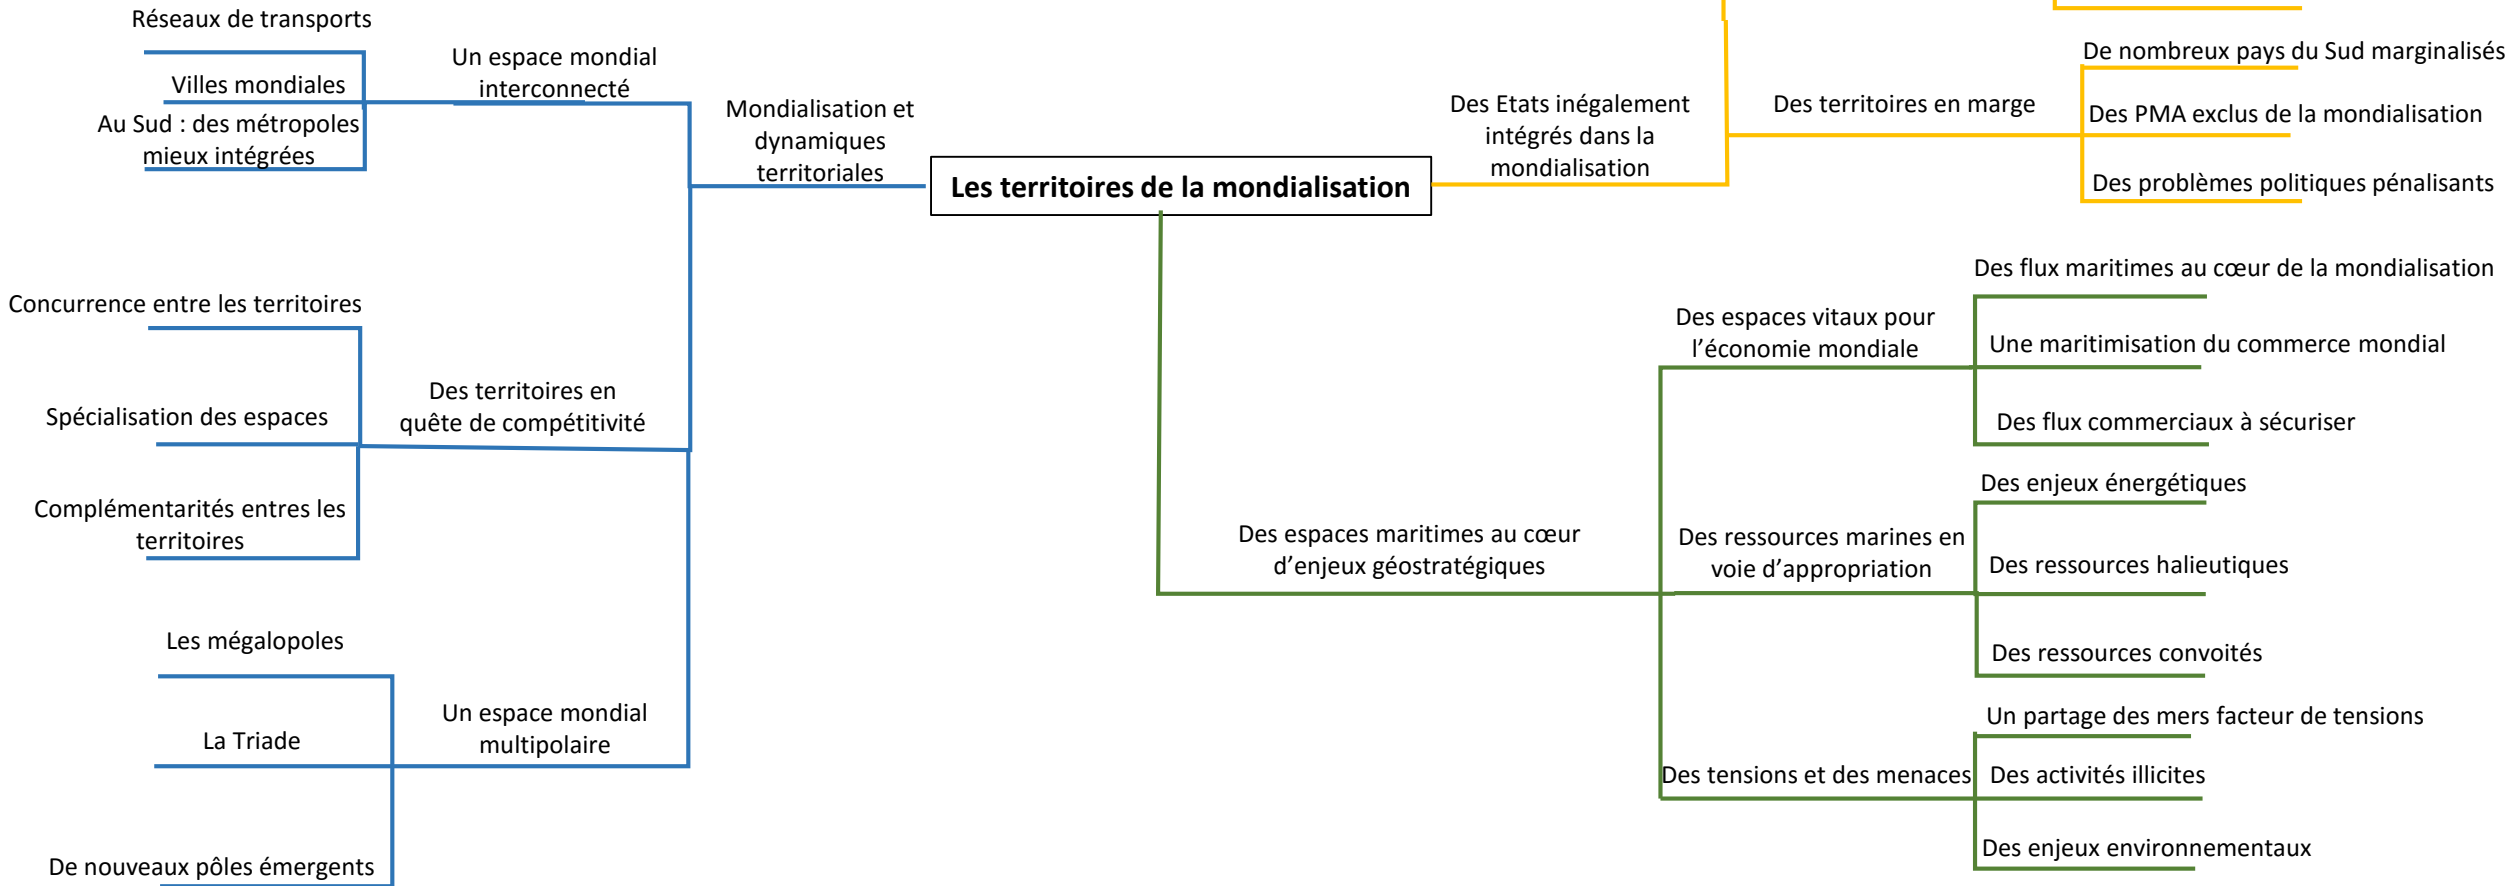 Réseaux de transports
Villes mondiales
Au Sud : des métropoles
mieux intégrées
Un espace mondial
interconnecté
Concurrence entre les territoires
Spécialisation des espaces
Complémentarités entres les
territoires
Des territoires en
quête de compétitivité
Les mégalopoles
La Triade
De nouveaux pôles émergents
Un espace mondial
multipolaire
Mondialisation et
dynamiques
territoriales
Les territoires de la mondialisation
Des Etats inégalement
intégrés dans la
mondialisation
Des territoires en marge
De nombreux pays du Sud marginalisés
Des PMA exclus de la mondialisation
Des problèmes politiques pénalisants
Des espaces maritimes au cœur
d’enjeux géostratégiques
Des espaces vitaux pour
l’économie mondiale
Des flux maritimes au cœur de la mondialisation
Une maritimisation du commerce mondial
Des flux commerciaux à sécuriser
Des ressources marines en
voie d’appropriation
Des enjeux énergétiques
Des ressources halieutiques
Des ressources convoités
Des tensions et des menaces
Un partage des mers facteur de tensions
Des activités illicites
Des enjeux environnementaux